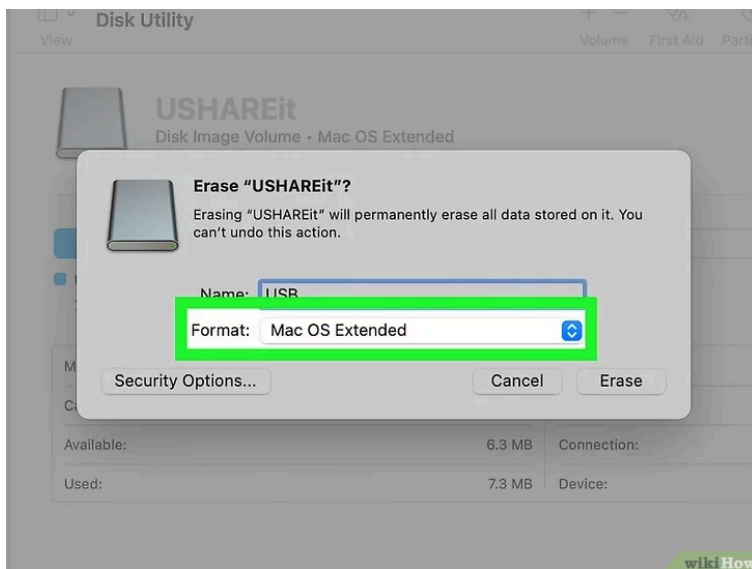 Disk Utility
View
Volume First Aid
USHAREit
Disk Image Volume • Mac OS Extended
Erase “USHAREit”?
Erasing “USHAREit” will permanently erase all data stored on it. You
can’t undo this action.
Name: USB
Format: Mac OS Extended
Security Options... Cancel Erase
Available: 6.3 MB Connection:
Used: 7.3 MB Device: